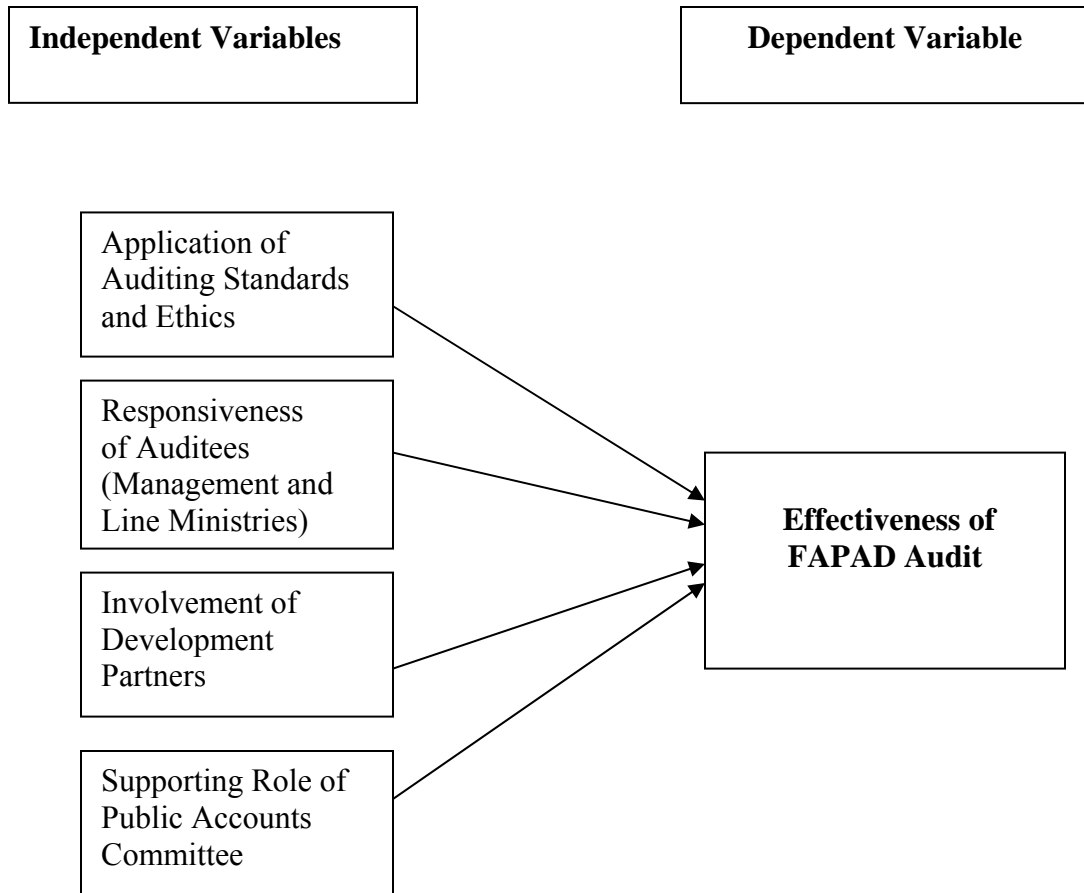 Independent Variables
Dependent Variable
Application of
Auditing Standards
and Ethics
Responsiveness
of Auditees
(Management and
Line Ministries)
Effectiveness of
FAPAD Audit
Involvement of
Development
Partners
Supporting Role of
Public Accounts
Committee